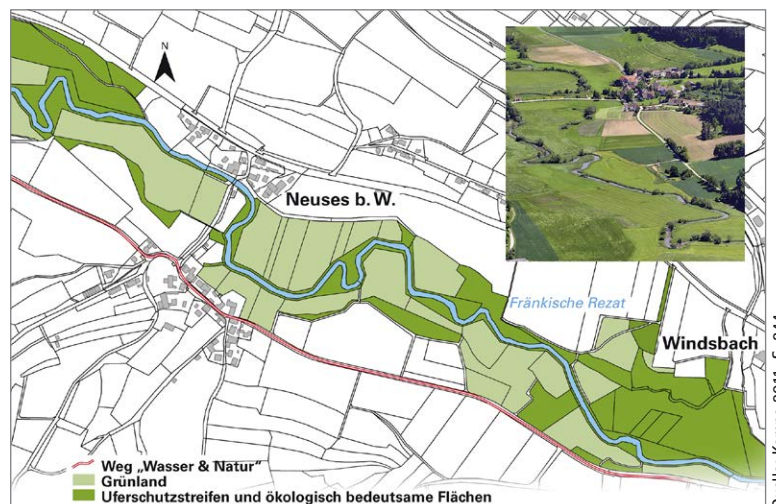 N
Neuses b. W.
Fränkische Rezat
Windsbach
Weg „Wasser & Natur“
Grünland
Uferschutzstreifen und ökologisch bedeutsame Flächen